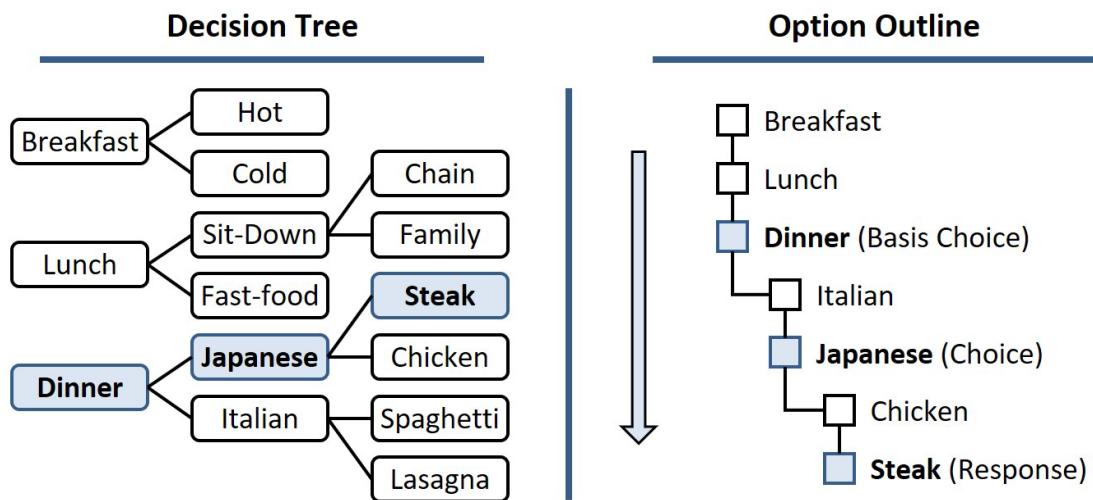 Decision Tree
Breakfast
Hot
Cold
Lunch
Sit-Down
Chain
Family
Fast-food
Dinner
Japanese
Steak
Chicken
Italian
Spaghetti
Lasagna
Option Outline
Breakfast
Lunch
Dinner (Basis Choice)
Italian
Japanese (Choice)
Chicken
Steak (Response)